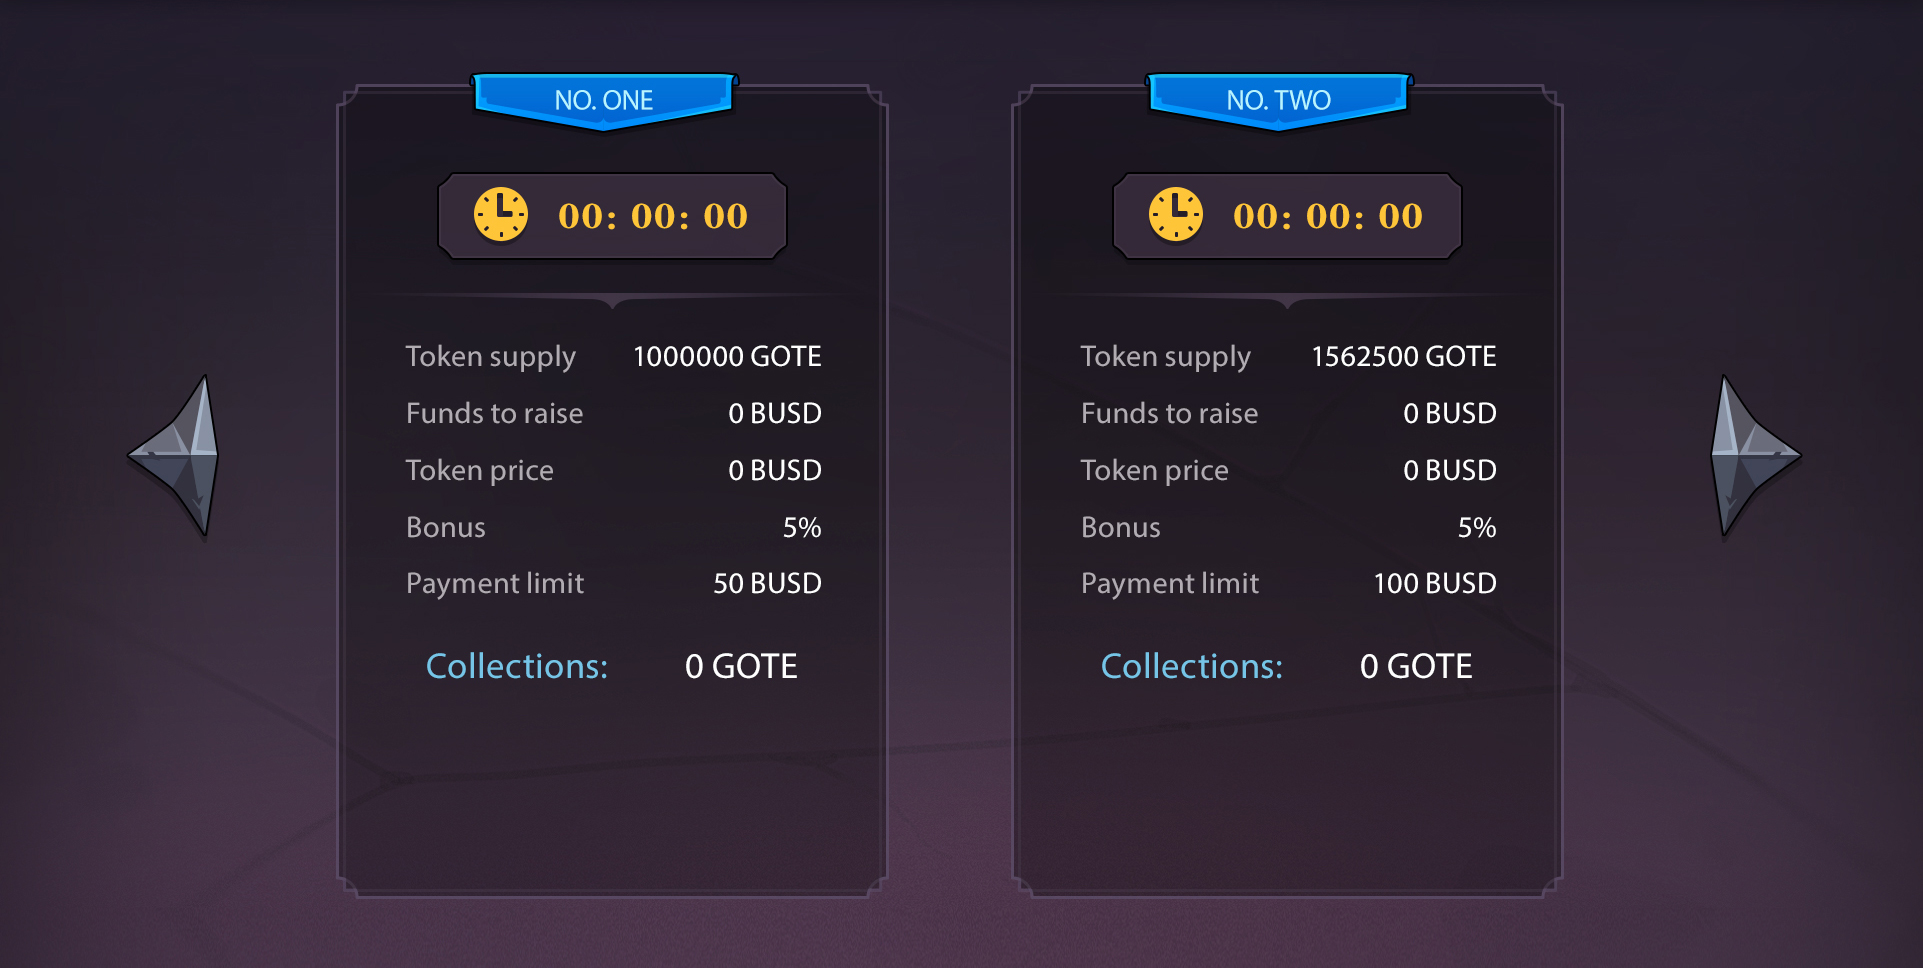 NO. ONE
00: 00: 00
Token supply 1000000 GOTE
Funds to raise 0 BUSD
Token price 0 BUSD
Bonus 5%
Payment limit 50 BUSD
Collections: 0 GOTE
NO. TWO
00: 00: 00
Token supply 1562500 GOTE
Funds to raise 0 BUSD
Token price 0 BUSD
Bonus 5%
Payment limit 100 BUSD
Collections: 0 GOTE